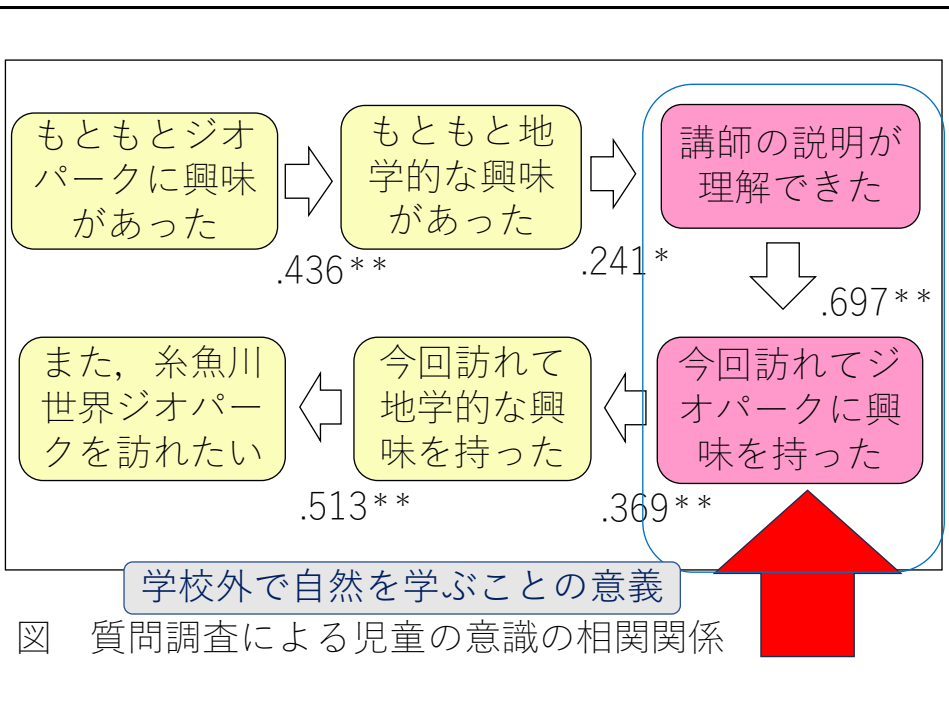 もともとジオ
パークに興味
があった
もともと地
学的な興味
があった
講師の説明が
理解できた
.436**
.241*
.697**
また，糸魚川
世界ジオパー
クを訪れたい
今回訪れて
地学的な興
味を持った
今回訪れてジ
オパークに興
味を持った
.513**
.369**
学校外で自然を学ぶことの意義
図　質問調査による児童の意識の相関関係